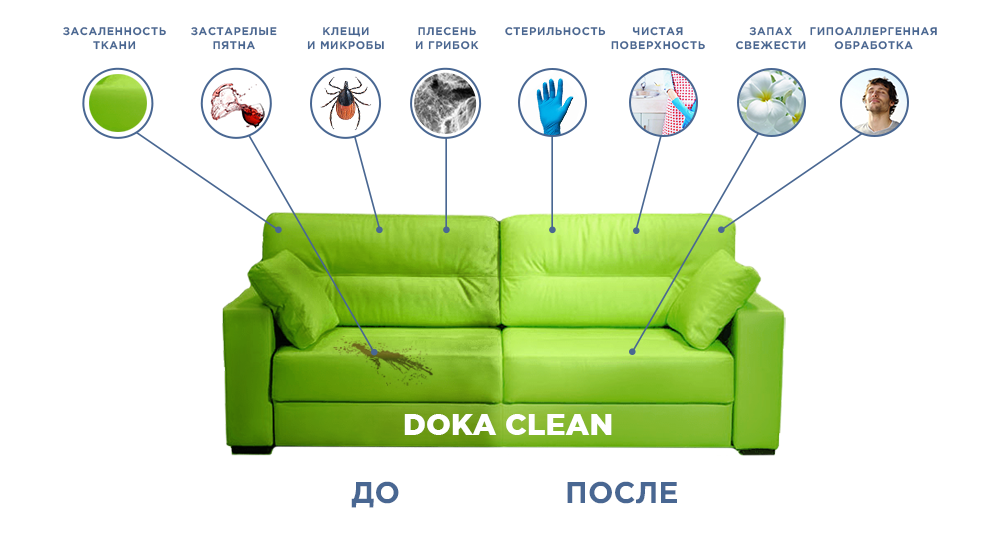 ЗАСАЛЕННОСТЬ
ТКАНИ
ЗАСТАРЕЛЫЕ
ПЯТНА
КЛЕЩИ
И МИКРОБЫ
ПЛЕСЕНЬ
И ГРИБОК
СТЕРИЛЬНОСТЬ
ЧИСТАЯ
ПОВЕРХНОСТЬ
ЗАПАХ
СВЕЖЕСТИ
ГИПОАЛЛЕРГЕННАЯ
ОБРАБОТКА
DOKA CLEAN
ДО
ПОСЛЕ